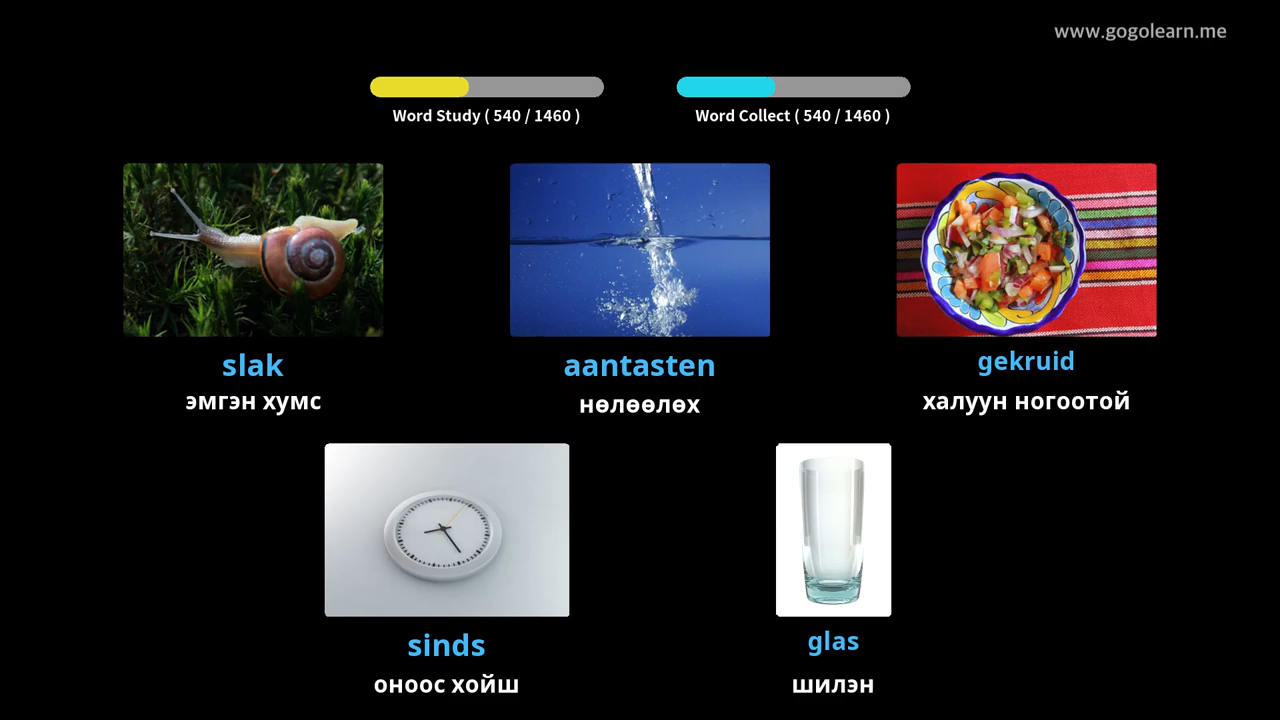 www.gogolearn.me
Word Study ( 540 / 1460 )
Word Collect ( 540 / 1460 )
slak
эмгэн хумс
aantasten
нөлөөлөх
gekruid
халуун ногоотой
sinds
оноос хойш
glas
шилэн